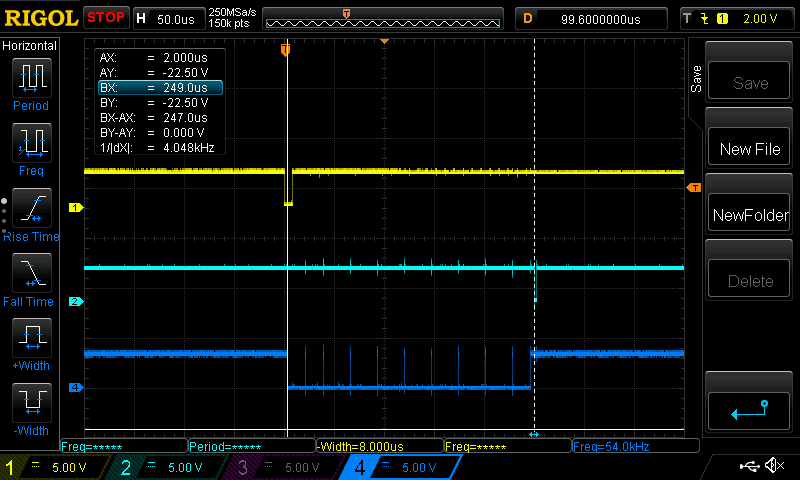 RIGOL STOP H 50.0us 250MSa/s 150k pts T D 99.6000000us T 1 2.00 V
Horizontal
Period
Freq
Rise Time
Fall Time
+Width
-Width
AX: = 2.000us
AY: = -22.50 V
BX: = 249.0us
BY: = -22.50 V
BX-AX: = 247.0us
BY-AY: = 0.000 V
1/|dX|: = 4.048kHz
T
1
2
4
T
Save
Save
New File
NewFolder
Delete
Freq=***** Period=***** -Width=8.000us Freq=***** Freq=54.0kHz
1 = 5.00 V 2 = 5.00 V 3 = 5.00 V 4 = 5.00 V